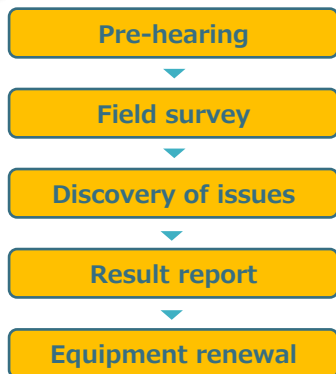 Pre-hearing
Field survey
Discovery of issues
Result report
Equipment renewal